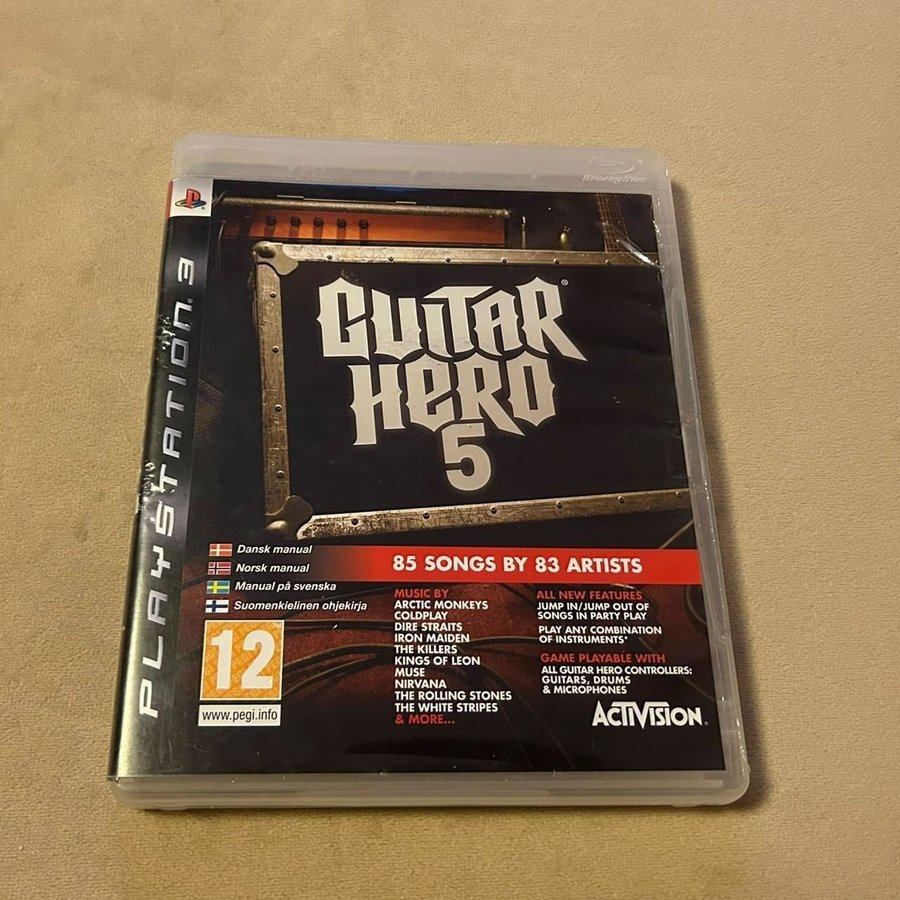 Blu-ray Disc
PLAYSTATION 3
GUITAR
HERO®
5
Dansk manual
Norsk manual
Manual på svenska
Suomenkielinen ohjekirja
12
www.pegi.info
85 SONGS BY 83 ARTISTS
MUSIC BY
ARCTIC MONKEYS
COLDPLAY
DIRE STRAITS
IRON MAIDEN
THE KILLERS
KINGS OF LEON
MUSE
NIRVANA
THE ROLLING STONES
THE WHITE STRIPES
& MORE...
ALL NEW FEATURES
JUMP IN/JUMP OUT OF
SONGS IN PARTY PLAY
PLAY ANY COMBINATION
OF INSTRUMENTS*
GAME PLAYABLE WITH
ALL GUITAR HERO CONTROLLERS:
GUITARS, DRUMS
& MICROPHONES
ACTIVISION®